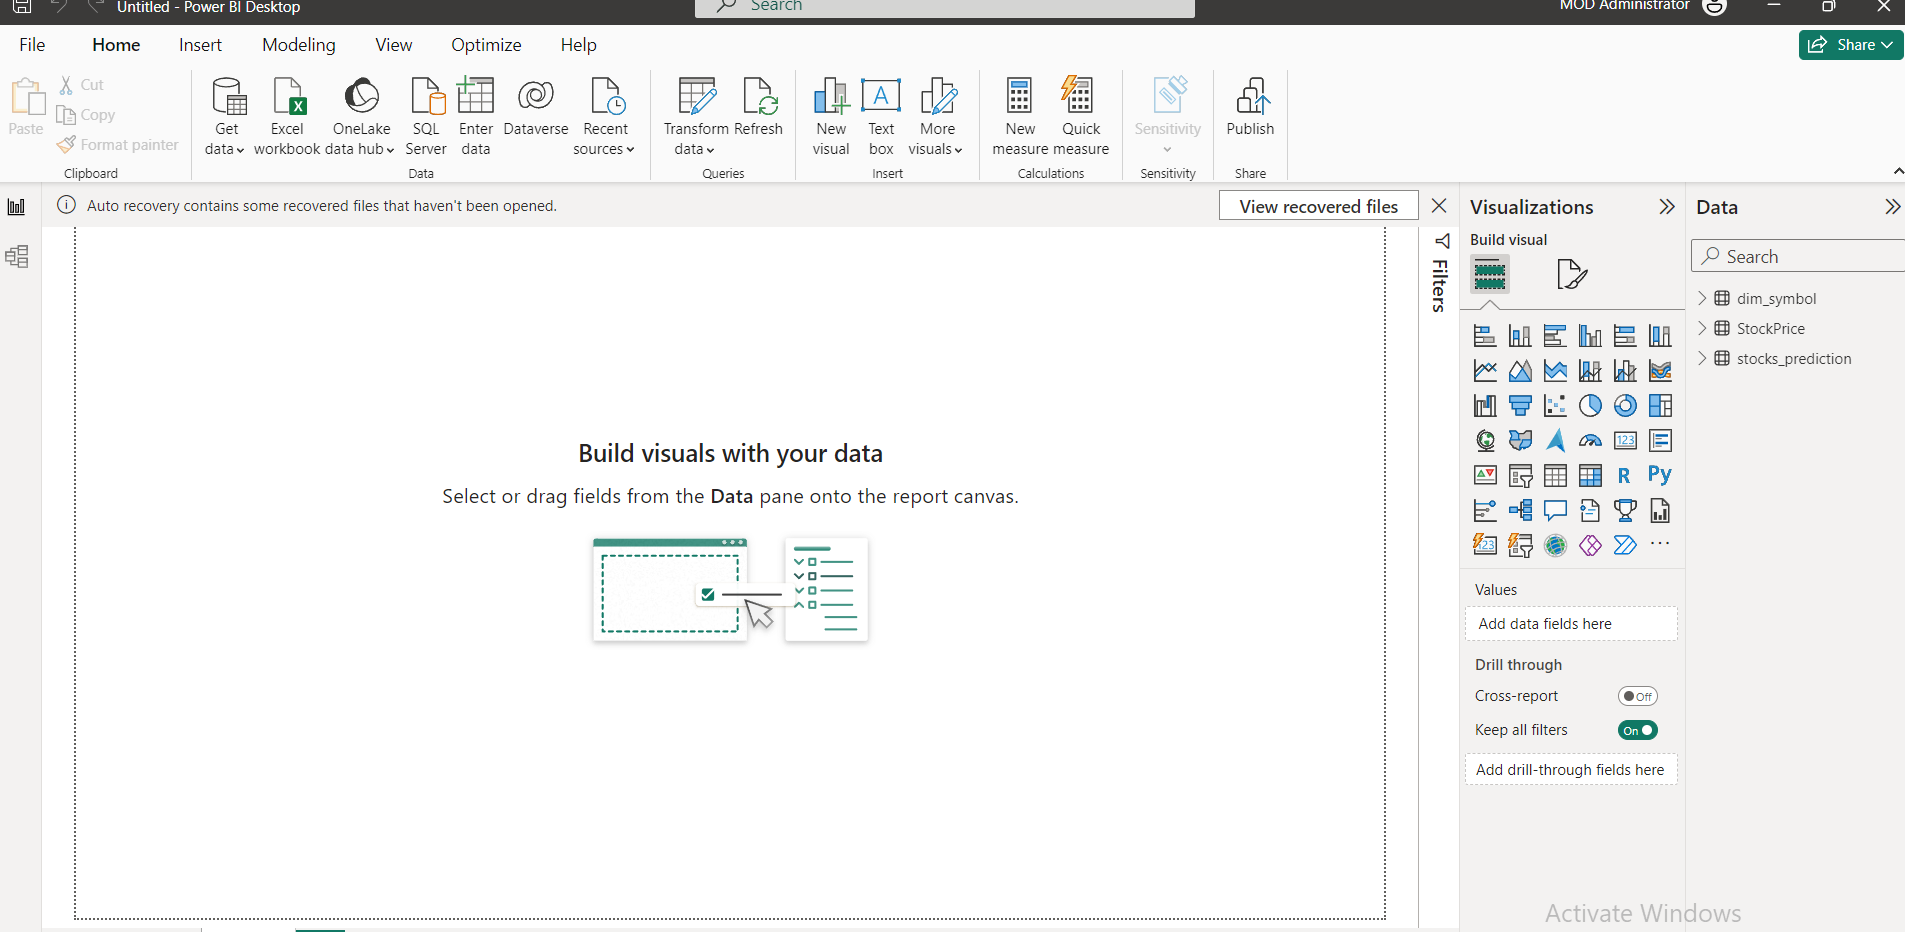 Untitled - Power BI Desktop
Search
MOD Administrator
File Home Insert Modeling View Optimize Help
Share
Paste
Cut
Copy
Format painter
Clipboard
Get data
Excel workbook
OneLake data hub
SQL Server
Enter data
Dataverse
Recent sources
Data
Transform data
Refresh
Queries
New visual
A
Text box
More visuals
Insert
New measure
Quick measure
Calculations
Sensitivity
Sensitivity
Publish
Share
Auto recovery contains some recovered files that haven't been opened.
View recovered files
Filters
Build visuals with your data
Select or drag fields from the Data pane onto the report canvas.
Visualizations
Build visual
123
R
Py
123
Values
Add data fields here
Drill through
Cross-report
Off
Keep all filters
On
Add drill-through fields here
Data
Search
dim_symbol
StockPrice
stocks_prediction
Activate Windows